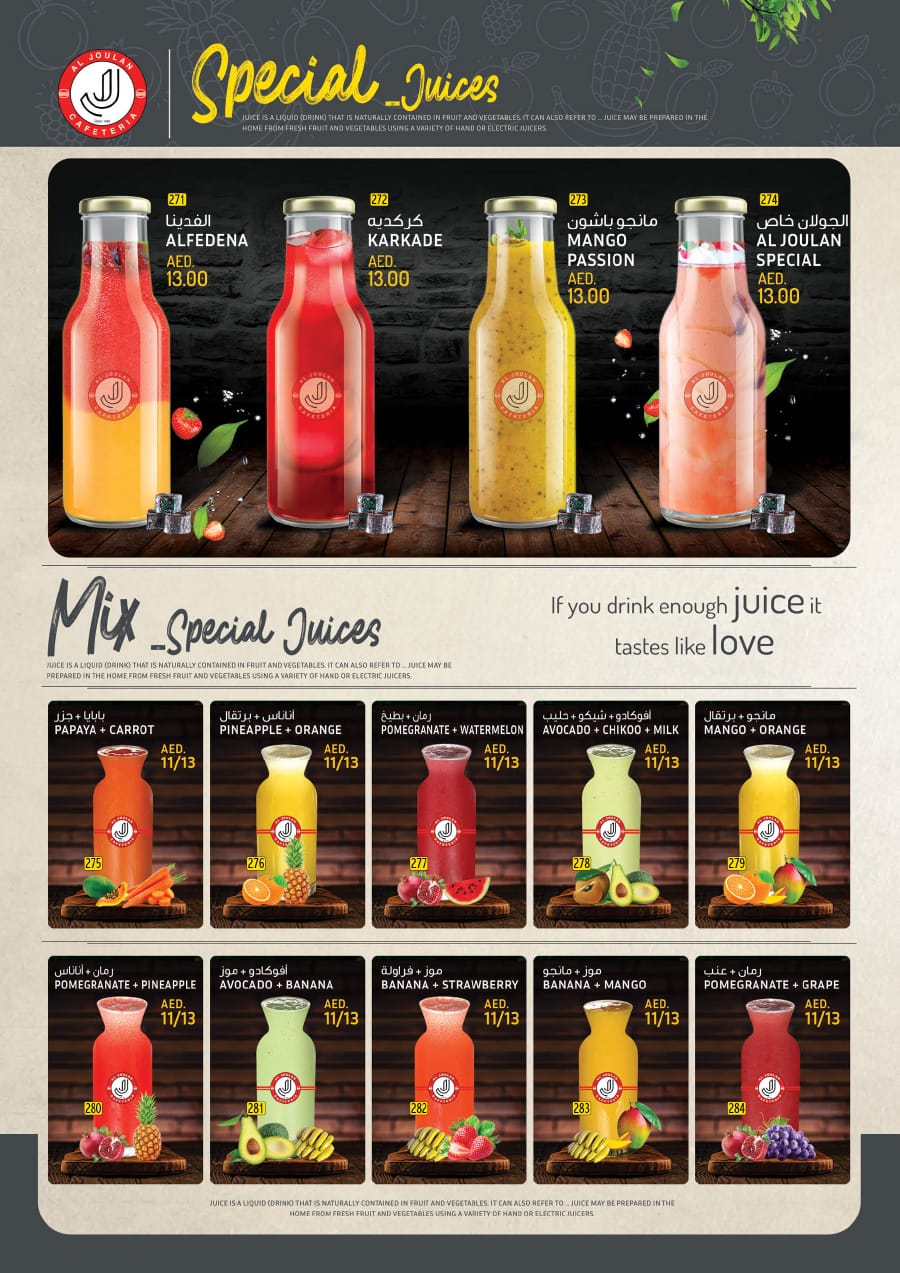 AL JOULAN
CAFETERIA
Special _Juices
JUICE IS A LIQUID (DRINK) THAT IS NATURALLY CONTAINED IN FRUIT AND VEGETABLES. IT CAN ALSO REFER TO ... JUICE MAY BE PREPARED IN THE
HOME FROM FRESH FRUIT AND VEGETABLES USING A VARIETY OF HAND OR ELECTRIC JUICERS.
271
الفدينا
ALFEDENA
AED.
13.00
272
كركديه
KARKADE
AED.
13.00
273
مانجو باشون
MANGO
PASSION
AED.
13.00
274
الجولان خاص
AL JOULAN
SPECIAL
AED.
13.00
Mix _Special Juices
JUICE IS A LIQUID (DRINK) THAT IS NATURALLY CONTAINED IN FRUIT AND VEGETABLES. IT CAN ALSO REFER TO ... JUICE MAY BE
PREPARED IN THE HOME FROM FRESH FRUIT AND VEGETABLES USING A VARIETY OF HAND OR ELECTRIC JUICERS.
If you drink enough juice it
tastes like love
بابايا + جزر
PAPAYA + CARROT
AED.
11/13
275
أناناس + برتقال
PINEAPPLE + ORANGE
AED.
11/13
276
رمان + بطيخ
POMEGRANATE + WATERMELON
AED.
11/13
277
أفوكادو + شيكو + حليب
AVOCADO + CHIKOO + MILK
AED.
11/13
278
مانجو + برتقال
MANGO + ORANGE
AED.
11/13
279
رمان + أناناس
POMEGRANATE + PINEAPPLE
AED.
11/13
280
أفوكادو + موز
AVOCADO + BANANA
AED.
11/13
281
موز + فراولة
BANANA + STRAWBERRY
AED.
11/13
282
موز + مانجو
BANANA + MANGO
AED.
11/13
283
رمان + عنب
POMEGRANATE + GRAPE
AED.
11/13
284
JUICE IS A LIQUID (DRINK) THAT IS NATURALLY CONTAINED IN FRUIT AND VEGETABLES. IT CAN ALSO REFER TO ... JUICE MAY BE PREPARED IN THE
HOME FROM FRESH FRUIT AND VEGETABLES USING A VARIETY OF HAND OR ELECTRIC JUICERS.